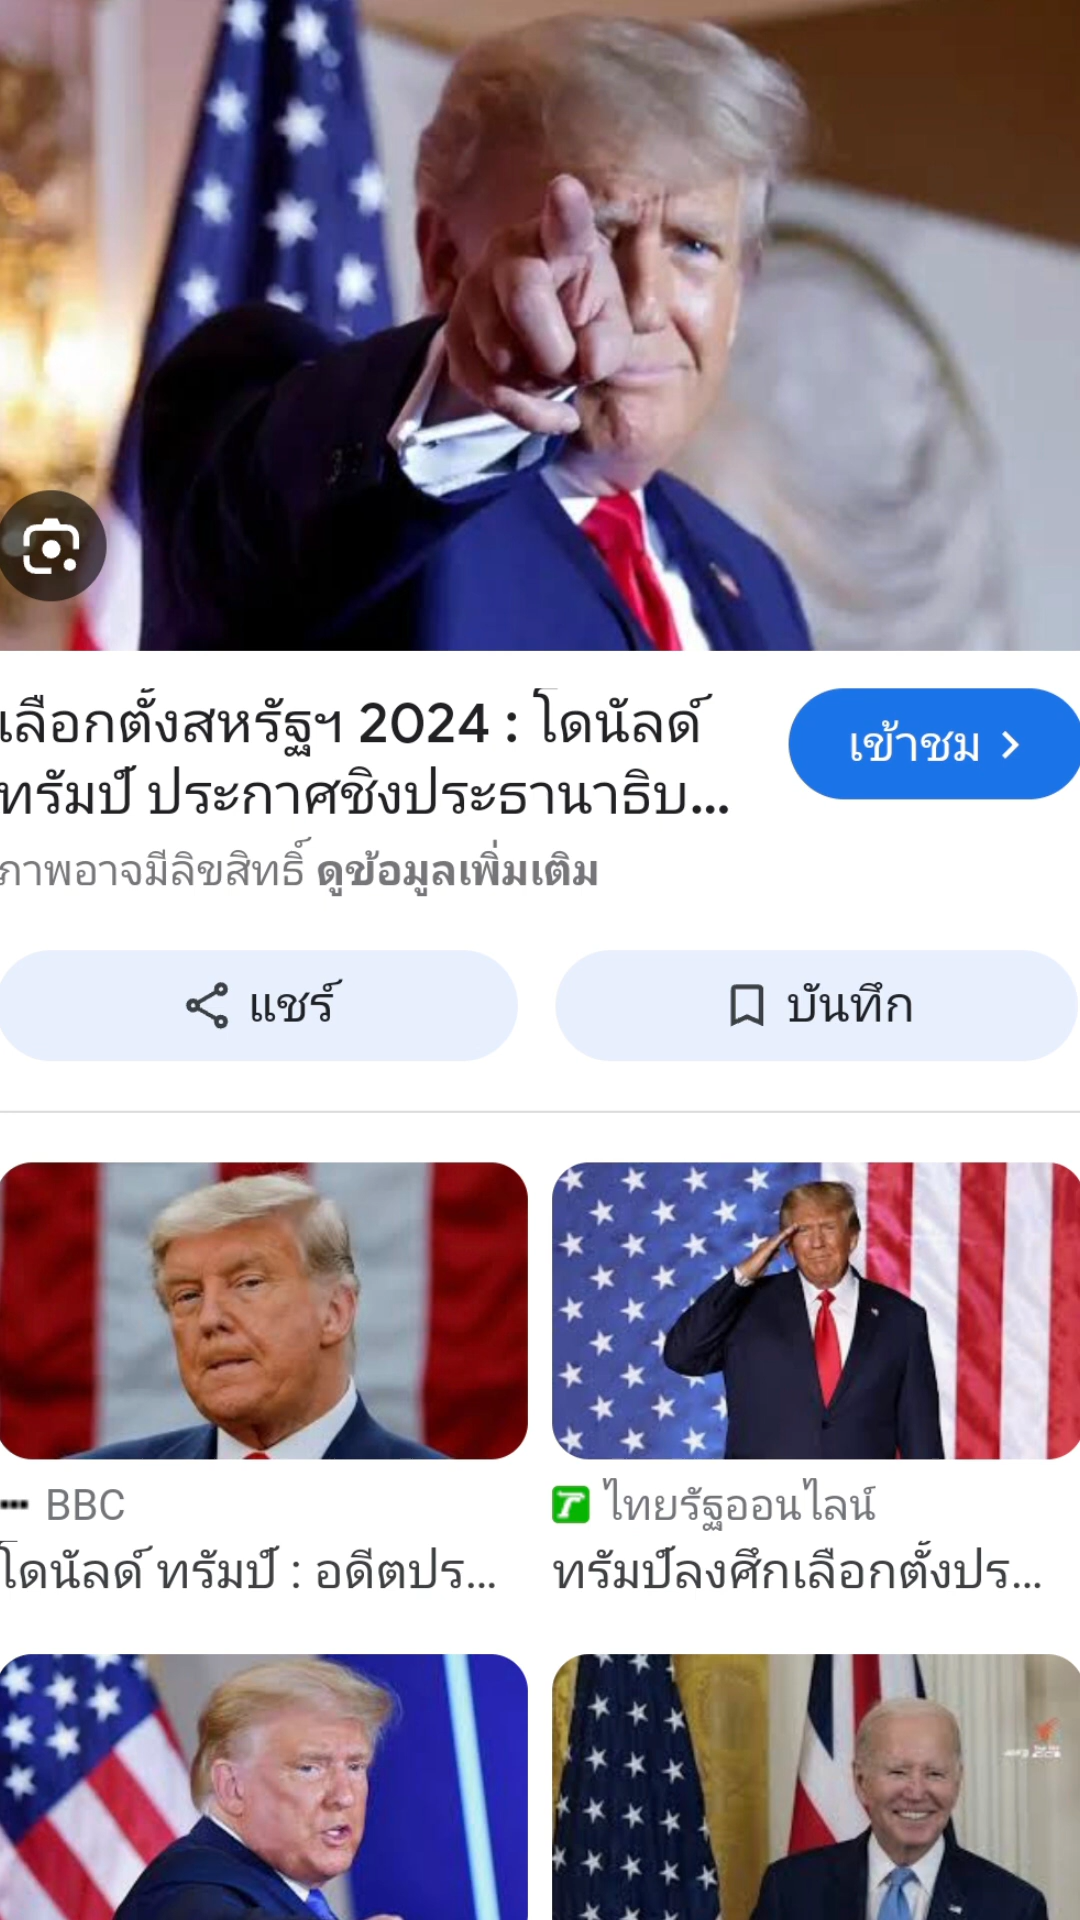 เลือกตั้งสหรัฐฯ 2024 : โดนัลด์
ทรัมป์ ประกาศชิงประธานาธิบ...
เข้าชม
ภาพอาจมีลิขสิทธิ์ ดูข้อมูลเพิ่มเติม
แชร์
บันทึก
BBC
โดนัลด์ ทรัมป์ : อดีตปร...
ไทยรัฐออนไลน์
ทรัมป์ลงศึกเลือกตั้งปร...